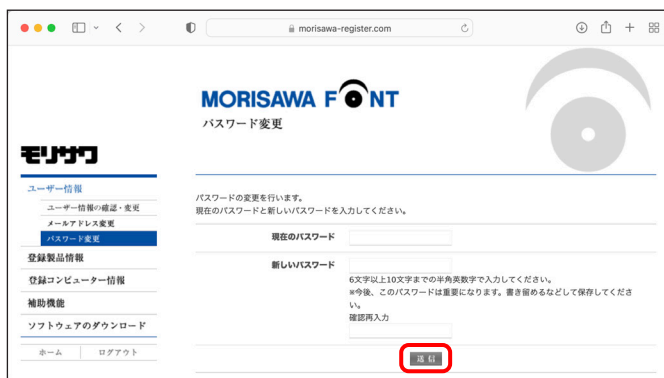 morisawa-register.com
MORISAWA FONT
パスワード変更
モリサワ
ユーザー情報
ユーザー情報の確認・変更
メールアドレス変更
パスワード変更
登録製品情報
登録コンピューター情報
補助機能
ソフトウェアのダウンロード
ホーム
ログアウト
パスワードの変更を行います。
現在のパスワードと新しいパスワードを入力してください。
現在のパスワード
新しいパスワード
6文字以上10文字までの半角英数字で入力してください。
※今後、このパスワードは重要になります。書き留めるなどして保存してくださ
い。
確認再入力
送信